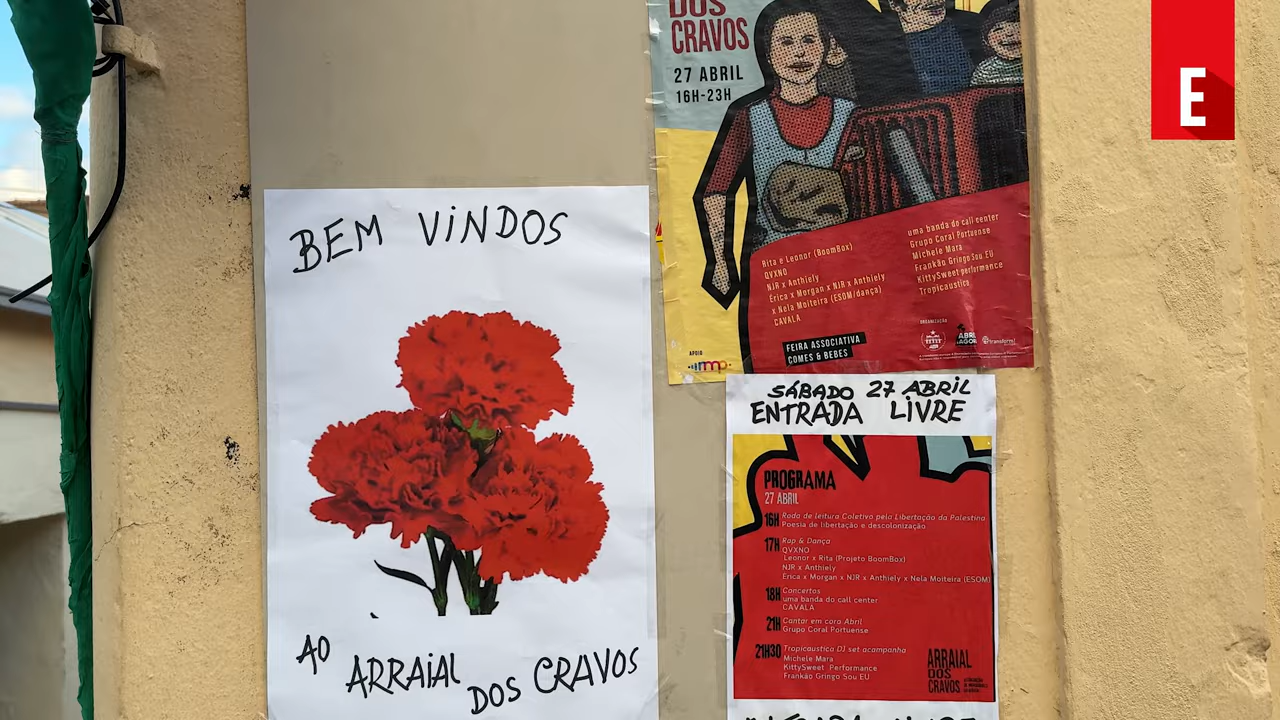 E
BEM VINDOS
AO
ARRAIAL
DOS CRAVOS
DOS
CRAVOS
27 ABRIL
16H-23H
Rita e Leonor (BoomBox)
QVXNO
NJR x Anthiely
Erica x Morgan x NJR x Anthiely
x Nela Moiteira (ESOM/dança)
CAVALA
uma banda do call center
Grupo Coral Portuense
Michele Mara
Frankão Gringo Sou EU
KittySweet performance
Tropicaustica
FEIRA ASSOCIATIVA
COMES & BEBES
APOIO
rmp
ORGANIZAÇÃO
SÁBADO 27 ABRIL
ENTRADA LIVRE
PROGRAMA
27 ABRIL
16H Roda de leitura Coletiva pela Libertação da Palestina
Poesia de libertação e descolonização
17H Rap & Dança
QVXNO
Leonor x Rita (Projeto BoomBox)
NJR x Anthiely
Erica x Morgan x NJR x Anthiely x Nela Moiteira (ESOM)
18H Concertos
uma banda do call center
CAVALA
21H Cantar em coro Abril
Grupo Coral Portuense
21H30 Tropicaustica DJ set acompanha
Michele Mara
KittySweet Performance
Frankão Gringo Sou EU
ARRAIAL
DOS
CRAVOS